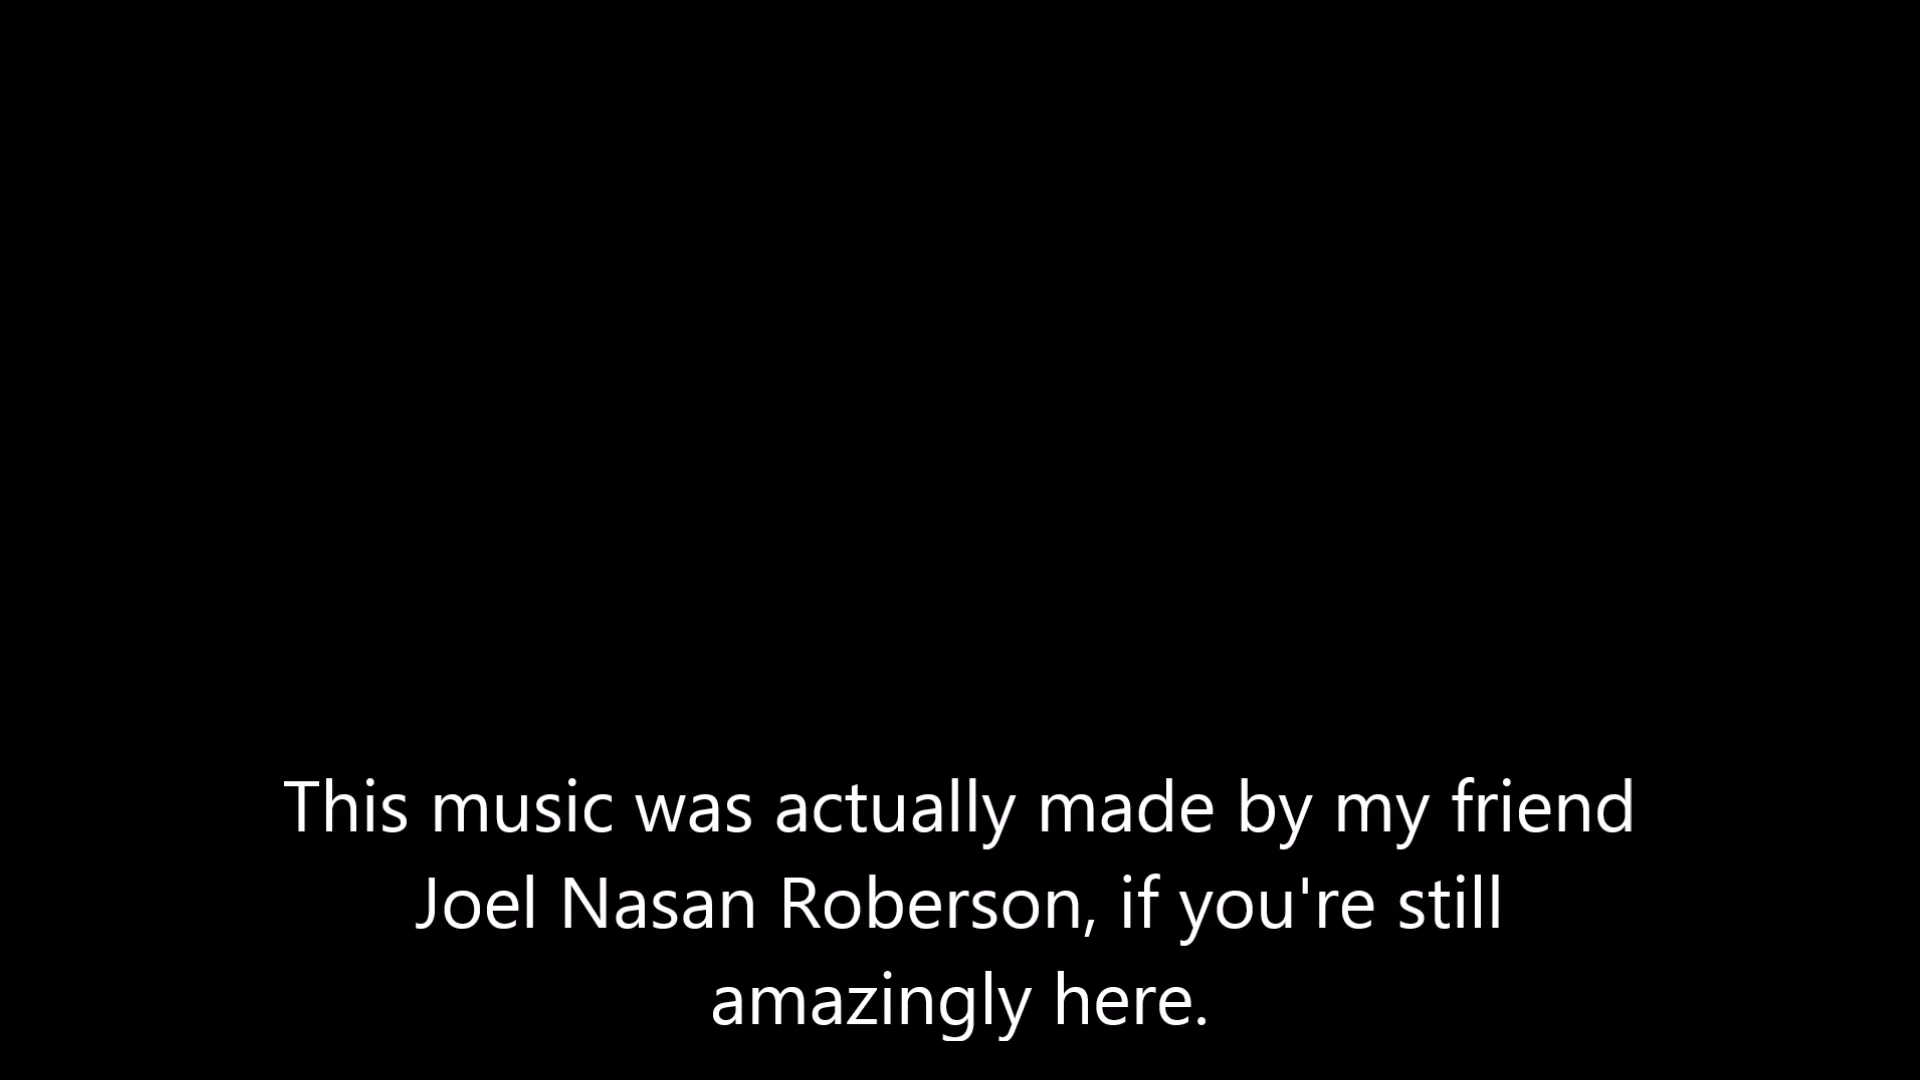 This music was actually made by my friend
Joel Nasan Roberson, if you're still
amazingly here.